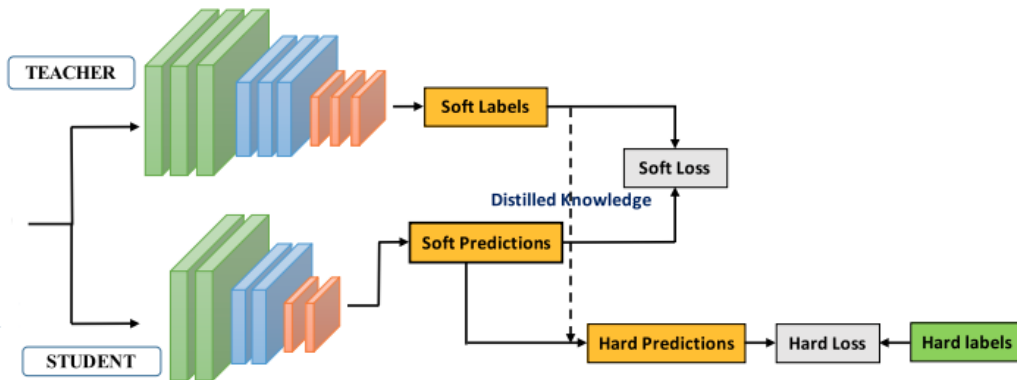 TEACHER
Soft Labels
Soft Loss
Distilled Knowledge
Soft Predictions
Hard Predictions
Hard Loss
Hard labels
STUDENT